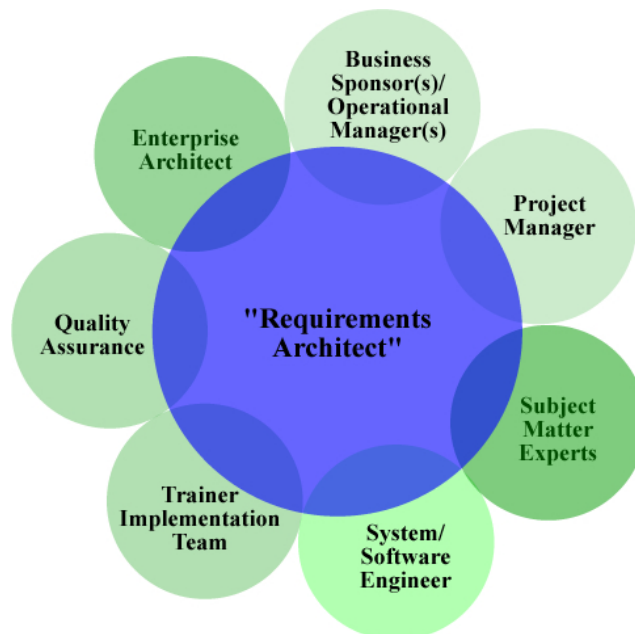 Business
Sponsor(s)/
Operational
Manager(s)
Enterprise
Architect
Project
Manager
"Requirements
Architect"
Quality
Assurance
Subject
Matter
Experts
Trainer
Implementation
Team
System/
Software
Engineer